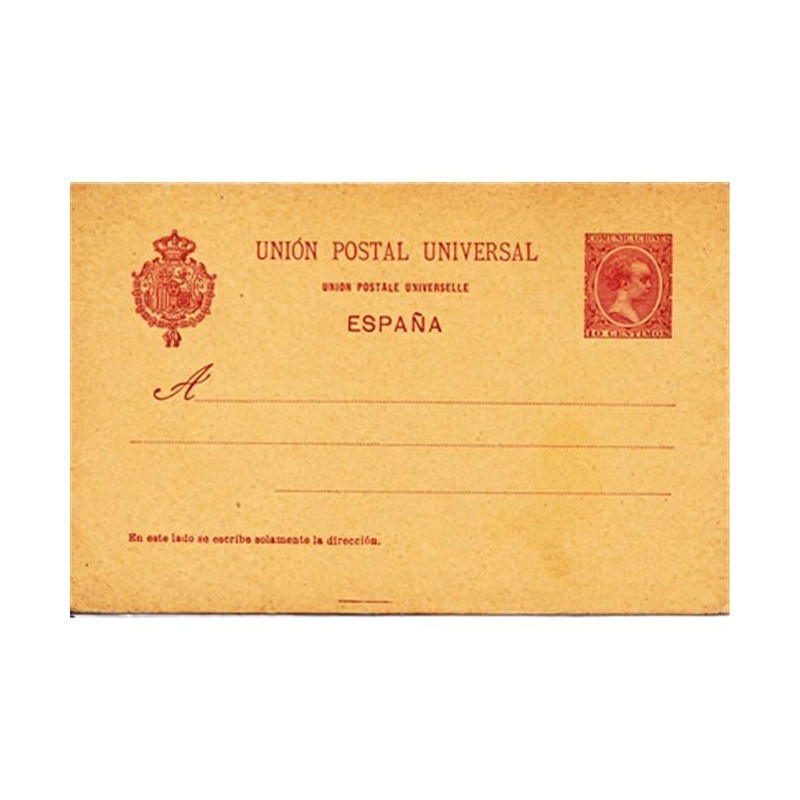 UNIÓN POSTAL UNIVERSAL
UNION POSTALE UNIVERSELLE
ESPAÑA
COMUNICACIONES
10 CENTIMOS
A
En este lado se escribe solamente la dirección.